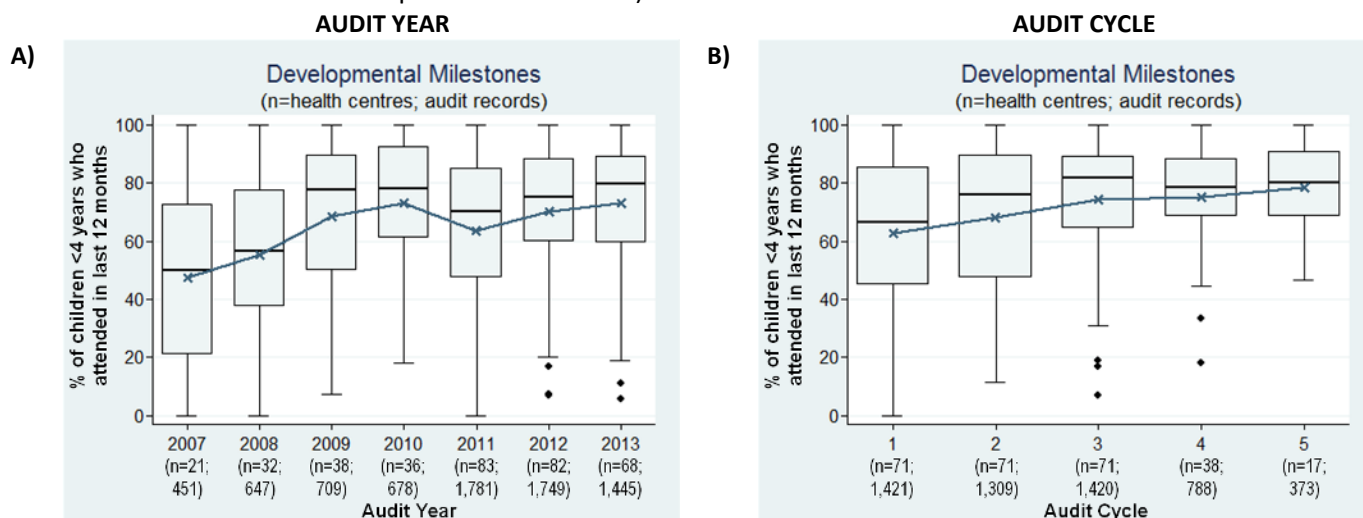 AUDIT YEAR
A)
Developmental Milestones
(n=health centres; audit records)
% of children <4 years who
attended in last 12 months
100
80
60
40
20
0
2007 2008 2009 2010 2011 2012 2013
(n=21; (n=32; (n=38; (n=36; (n=83; (n=82; (n=68;
451) 647) 709) 678) 1,781) 1,749) 1,445)
Audit Year
AUDIT CYCLE
B)
Developmental Milestones
(n=health centres; audit records)
% of children <4 years who
attended in last 12 months
100
80
60
40
20
0
1 2 3 4 5
(n=71; (n=71; (n=71; (n=38; (n=17;
1,421) 1,309) 1,420) 788) 373)
Audit Cycle